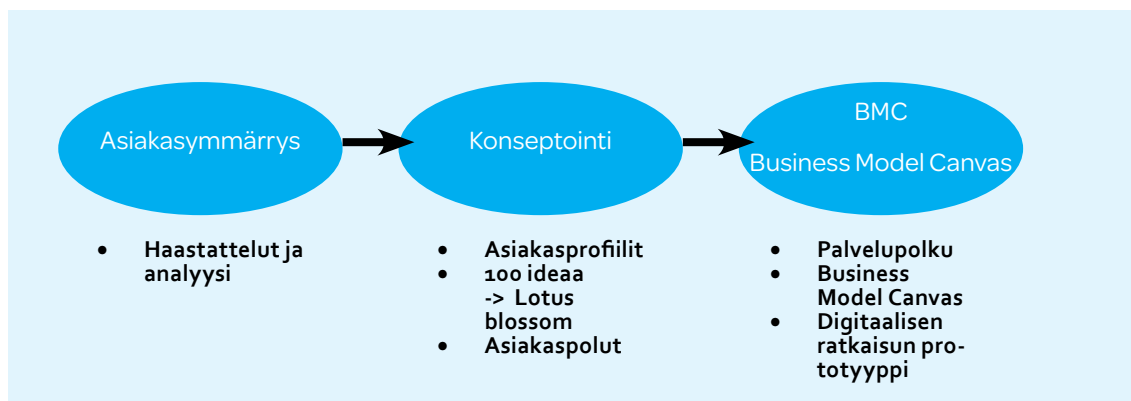 Asiakasymmärrys
Konseptointi
BMC
Business Model Canvas
• Haastattelut ja
analyysi
• Asiakasprofiilit
• 100 ideaa
-> Lotus
blossom
• Asiakaspolut
• Palvelupolku
• Business
Model Canvas
• Digitaalisen
ratkaisun pro-
totyyppi